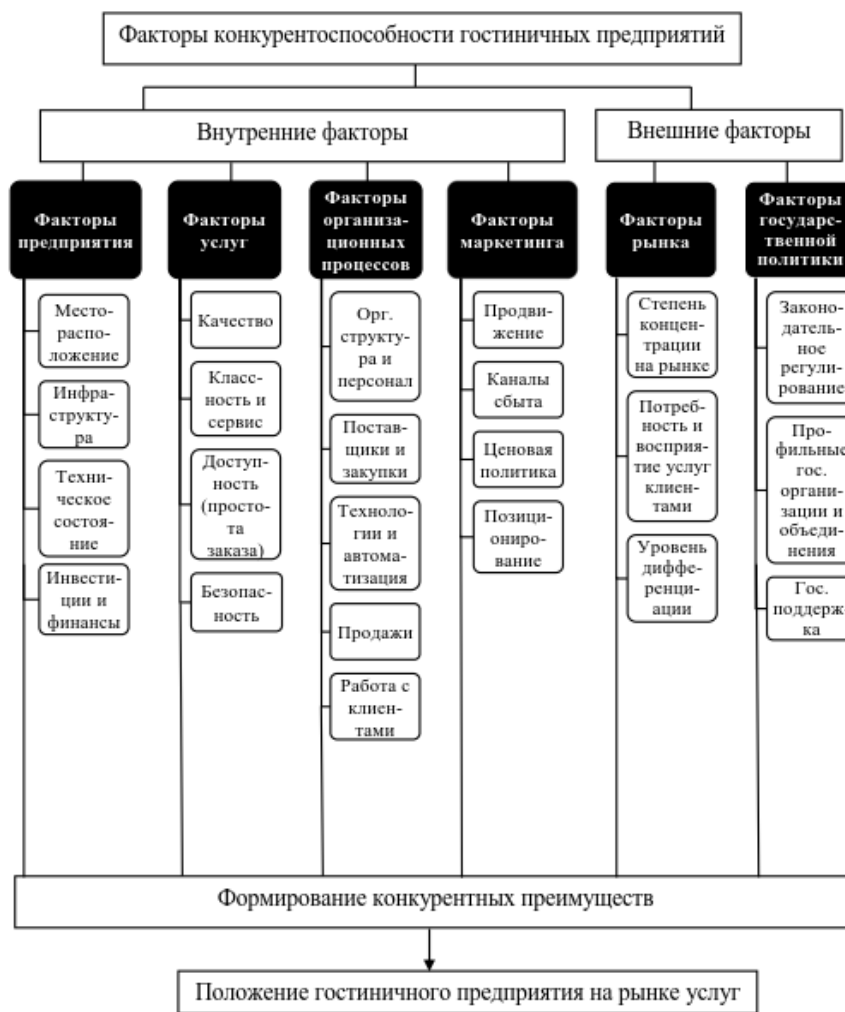 Факторы конкурентоспособности гостиничных предприятий
Внутренние факторы
Внешние факторы
Факторы
предприятия
Факторы
услуг
Факторы
организа-
ционных
процессов
Факторы
маркетинга
Факторы
рынка
Факторы
государс-
твенной
политики
Место-
распо-
ложение
Инфра-
структу-
ра
Техни-
ческое
состоя-
ние
Инвести-
ции и
финансы
Качество
Класс-
ность и
сервис
Доступ-
ность
(просто-
та
заказа)
Безопас-
ность
Орг.
структу-
ра и
персонал
Постав-
щики и
закупки
Техноло-
гии и
автома-
тизация
Продажи
Работа с
клиен-
тами
Продви-
жение
Каналы
сбыта
Ценовая
политика
Позицио-
нирова-
ние
Степень
концен-
трации
на рынке
Потреб-
ность и
восприя-
тие услуг
клиен-
тами
Уровень
диффе-
ренци-
ации
Законо-
датель-
ное
регули-
рование
Про-
фильные
гос.
органи-
зации и
объеди-
нения
Гос.
поддерж-
ка
Формирование конкурентных преимуществ
Положение гостиничного предприятия на рынке услуг